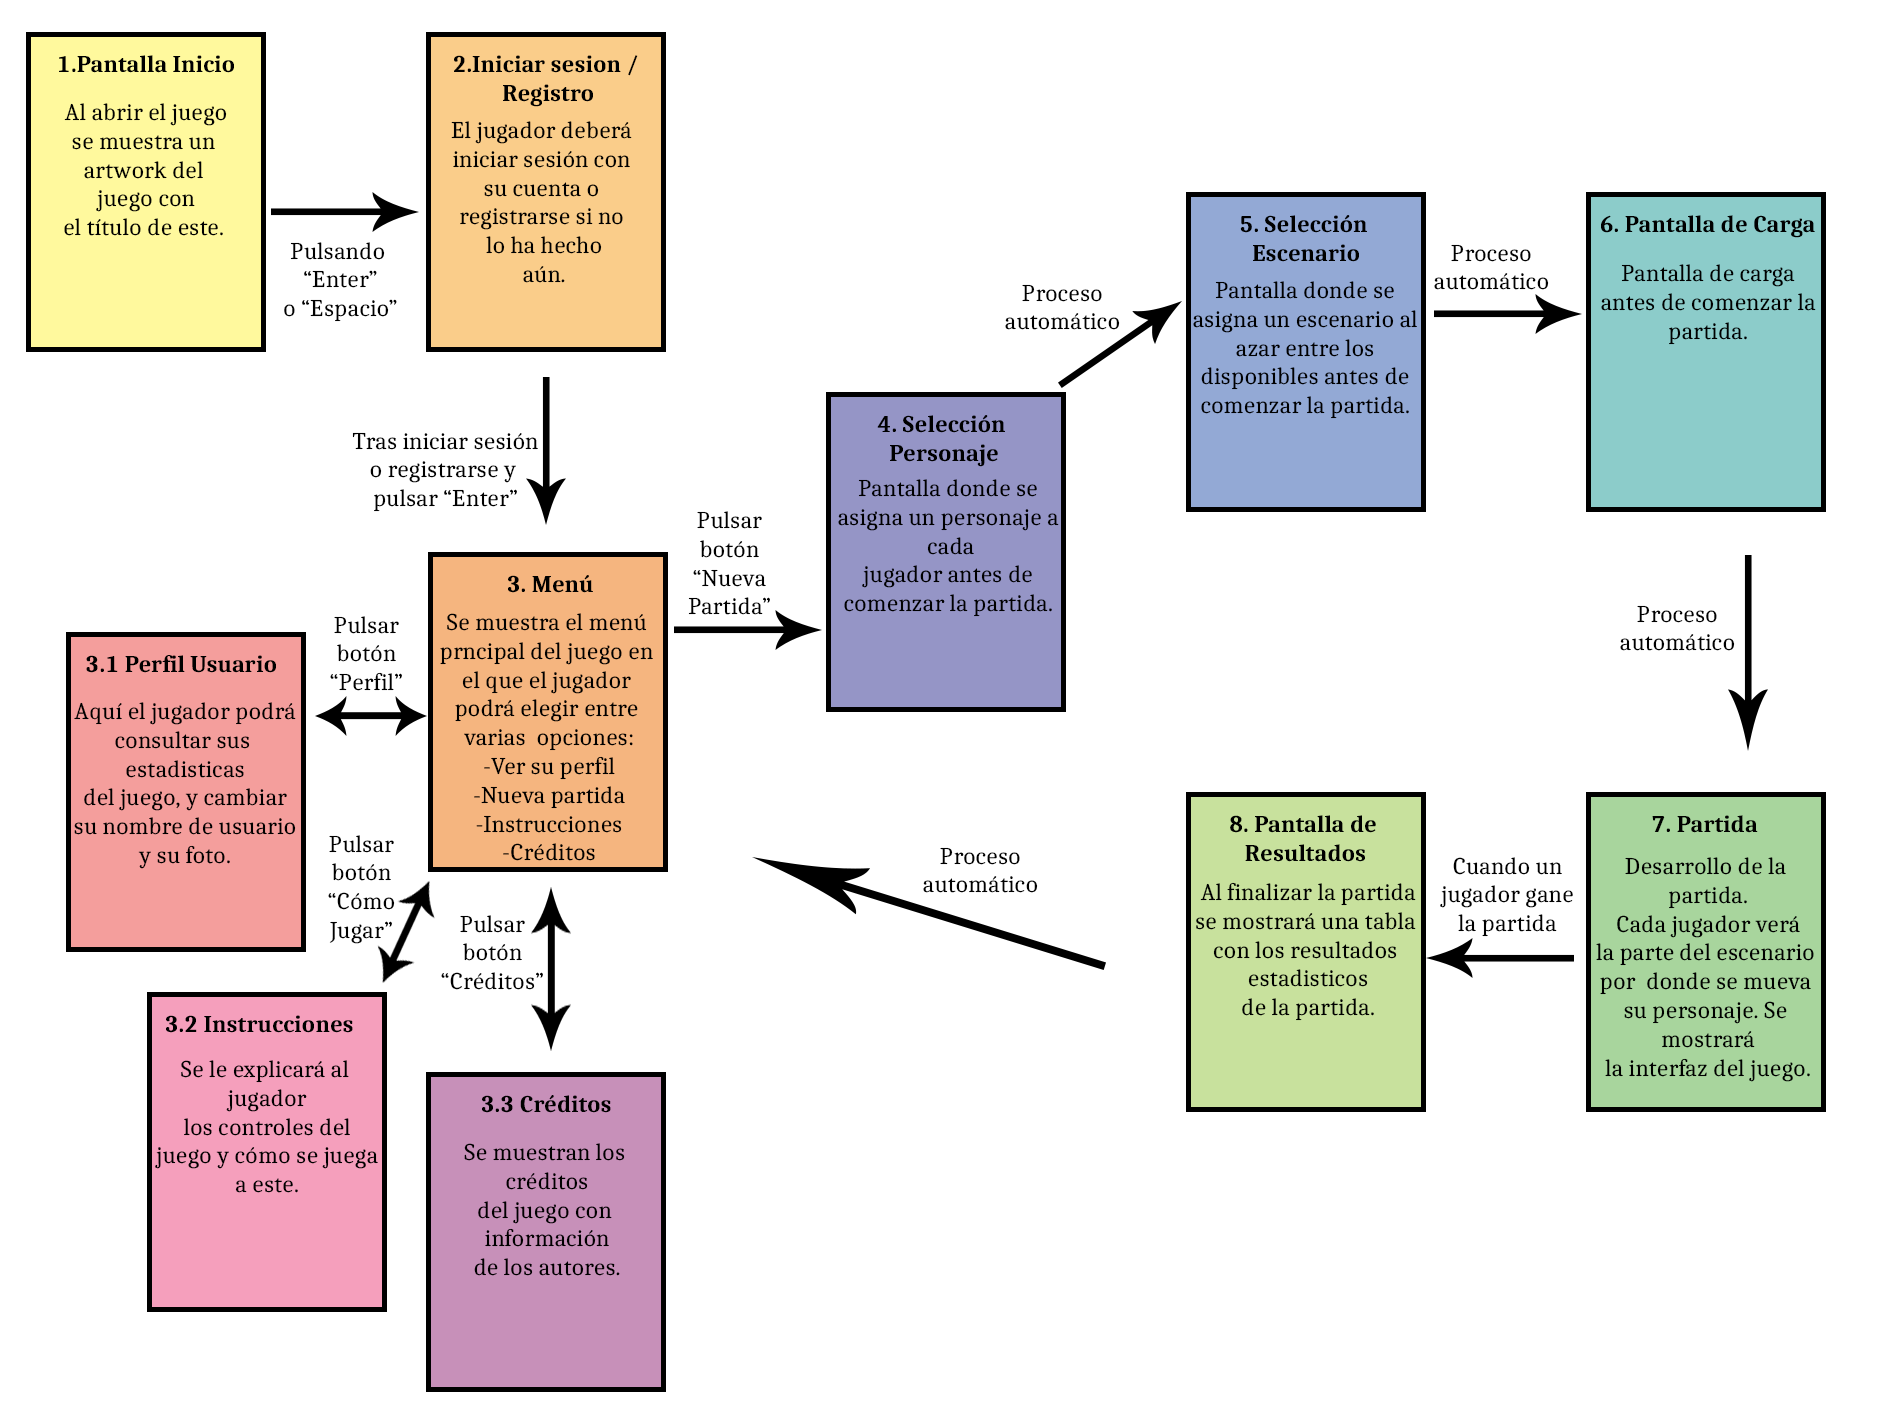 1.Pantalla Inicio
Al abrir el juego
se muestra un
artwork del
juego con
el título de este.
Pulsando
“Enter”
o “Espacio”
2.Iniciar sesion /
Registro
El jugador deberá
iniciar sesión con
su cuenta o
registrarse si no
lo ha hecho
aún.
Tras iniciar sesión
o registrarse y
pulsar “Enter”
3. Menú
Se muestra el menú
prncipal del juego en
el que el jugador
podrá elegir entre
varias  opciones:
-Ver su perfil
-Nueva partida
-Instrucciones
-Créditos
Pulsar
botón
“Perfil”
3.1 Perfil Usuario
Aquí el jugador podrá
consultar sus
estadisticas
del juego, y cambiar
su nombre de usuario
y su foto.
Pulsar
botón
“Cómo
Jugar”
3.2 Instrucciones
Se le explicará al
jugador
los controles del
juego y cómo se juega
a este.
Pulsar
botón
“Créditos”
3.3 Créditos
Se muestran los
créditos
del juego con
información
de los autores.
Pulsar
botón
“Nueva
Partida”
4. Selección
Personaje
Pantalla donde se
asigna un personaje a
cada
jugador antes de
comenzar la partida.
Proceso
automático
5. Selección
Escenario
Pantalla donde se
asigna un escenario al
azar entre los
disponibles antes de
comenzar la partida.
Proceso
automático
6. Pantalla de Carga
Pantalla de carga
antes de comenzar la
partida.
Proceso
automático
7. Partida
Desarrollo de la
partida.
Cada jugador verá
la parte del escenario
por  donde se mueva
su personaje. Se
mostrará
la interfaz del juego.
Cuando un
jugador gane
la partida
8. Pantalla de
Resultados
Al finalizar la partida
se mostrará una tabla
con los resultados
estadisticos
de la partida.
Proceso
automático